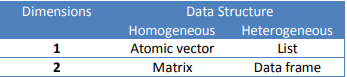 Dimensions Data Structure
Homogeneous Heterogeneous
1 Atomic vector List
2 Matrix Data frame